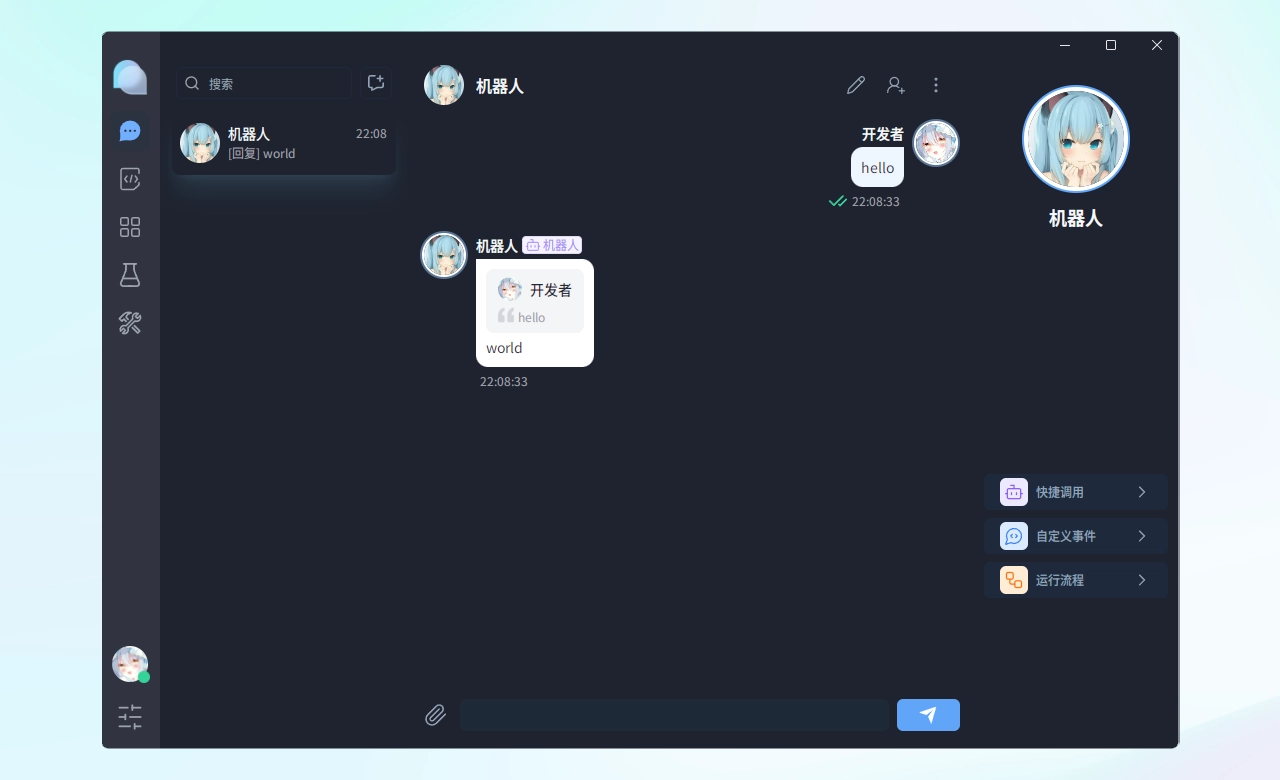 搜索
机器人
22:08
[回复] world
机器人
开发者
hello
22:08:33
机器人 机器人
开发者
hello
world
22:08:33
机器人
快捷调用
自定义事件
运行流程